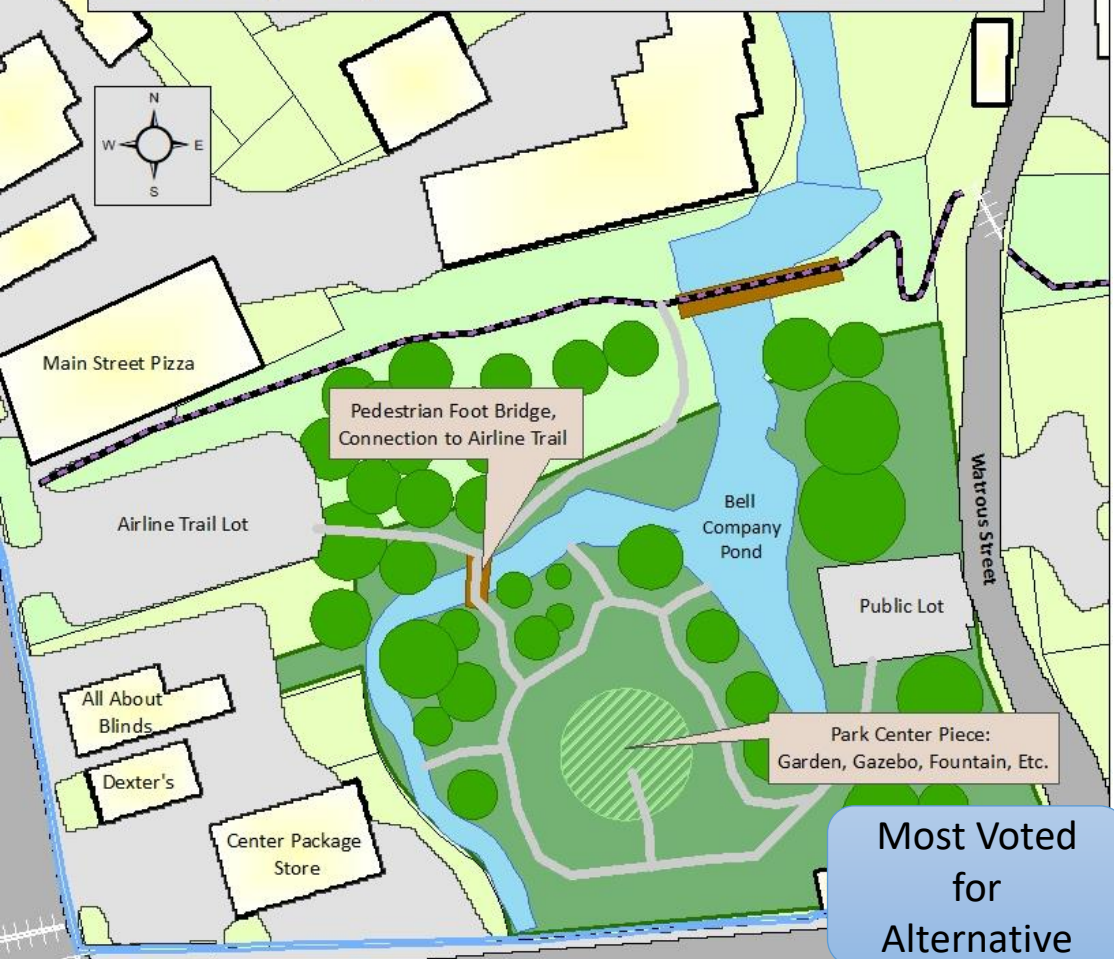 N
W E
S
Main Street Pizza
Pedestrian Foot Bridge,
Connection to Airline Trail
Airline Trail Lot
Bell
Company
Pond
Watrous Street
Public Lot
All About
Blinds
Dexter's
Park Center Piece:
Garden, Gazebo, Fountain, Etc.
Center Package
Store
Most Voted
for
Alternative